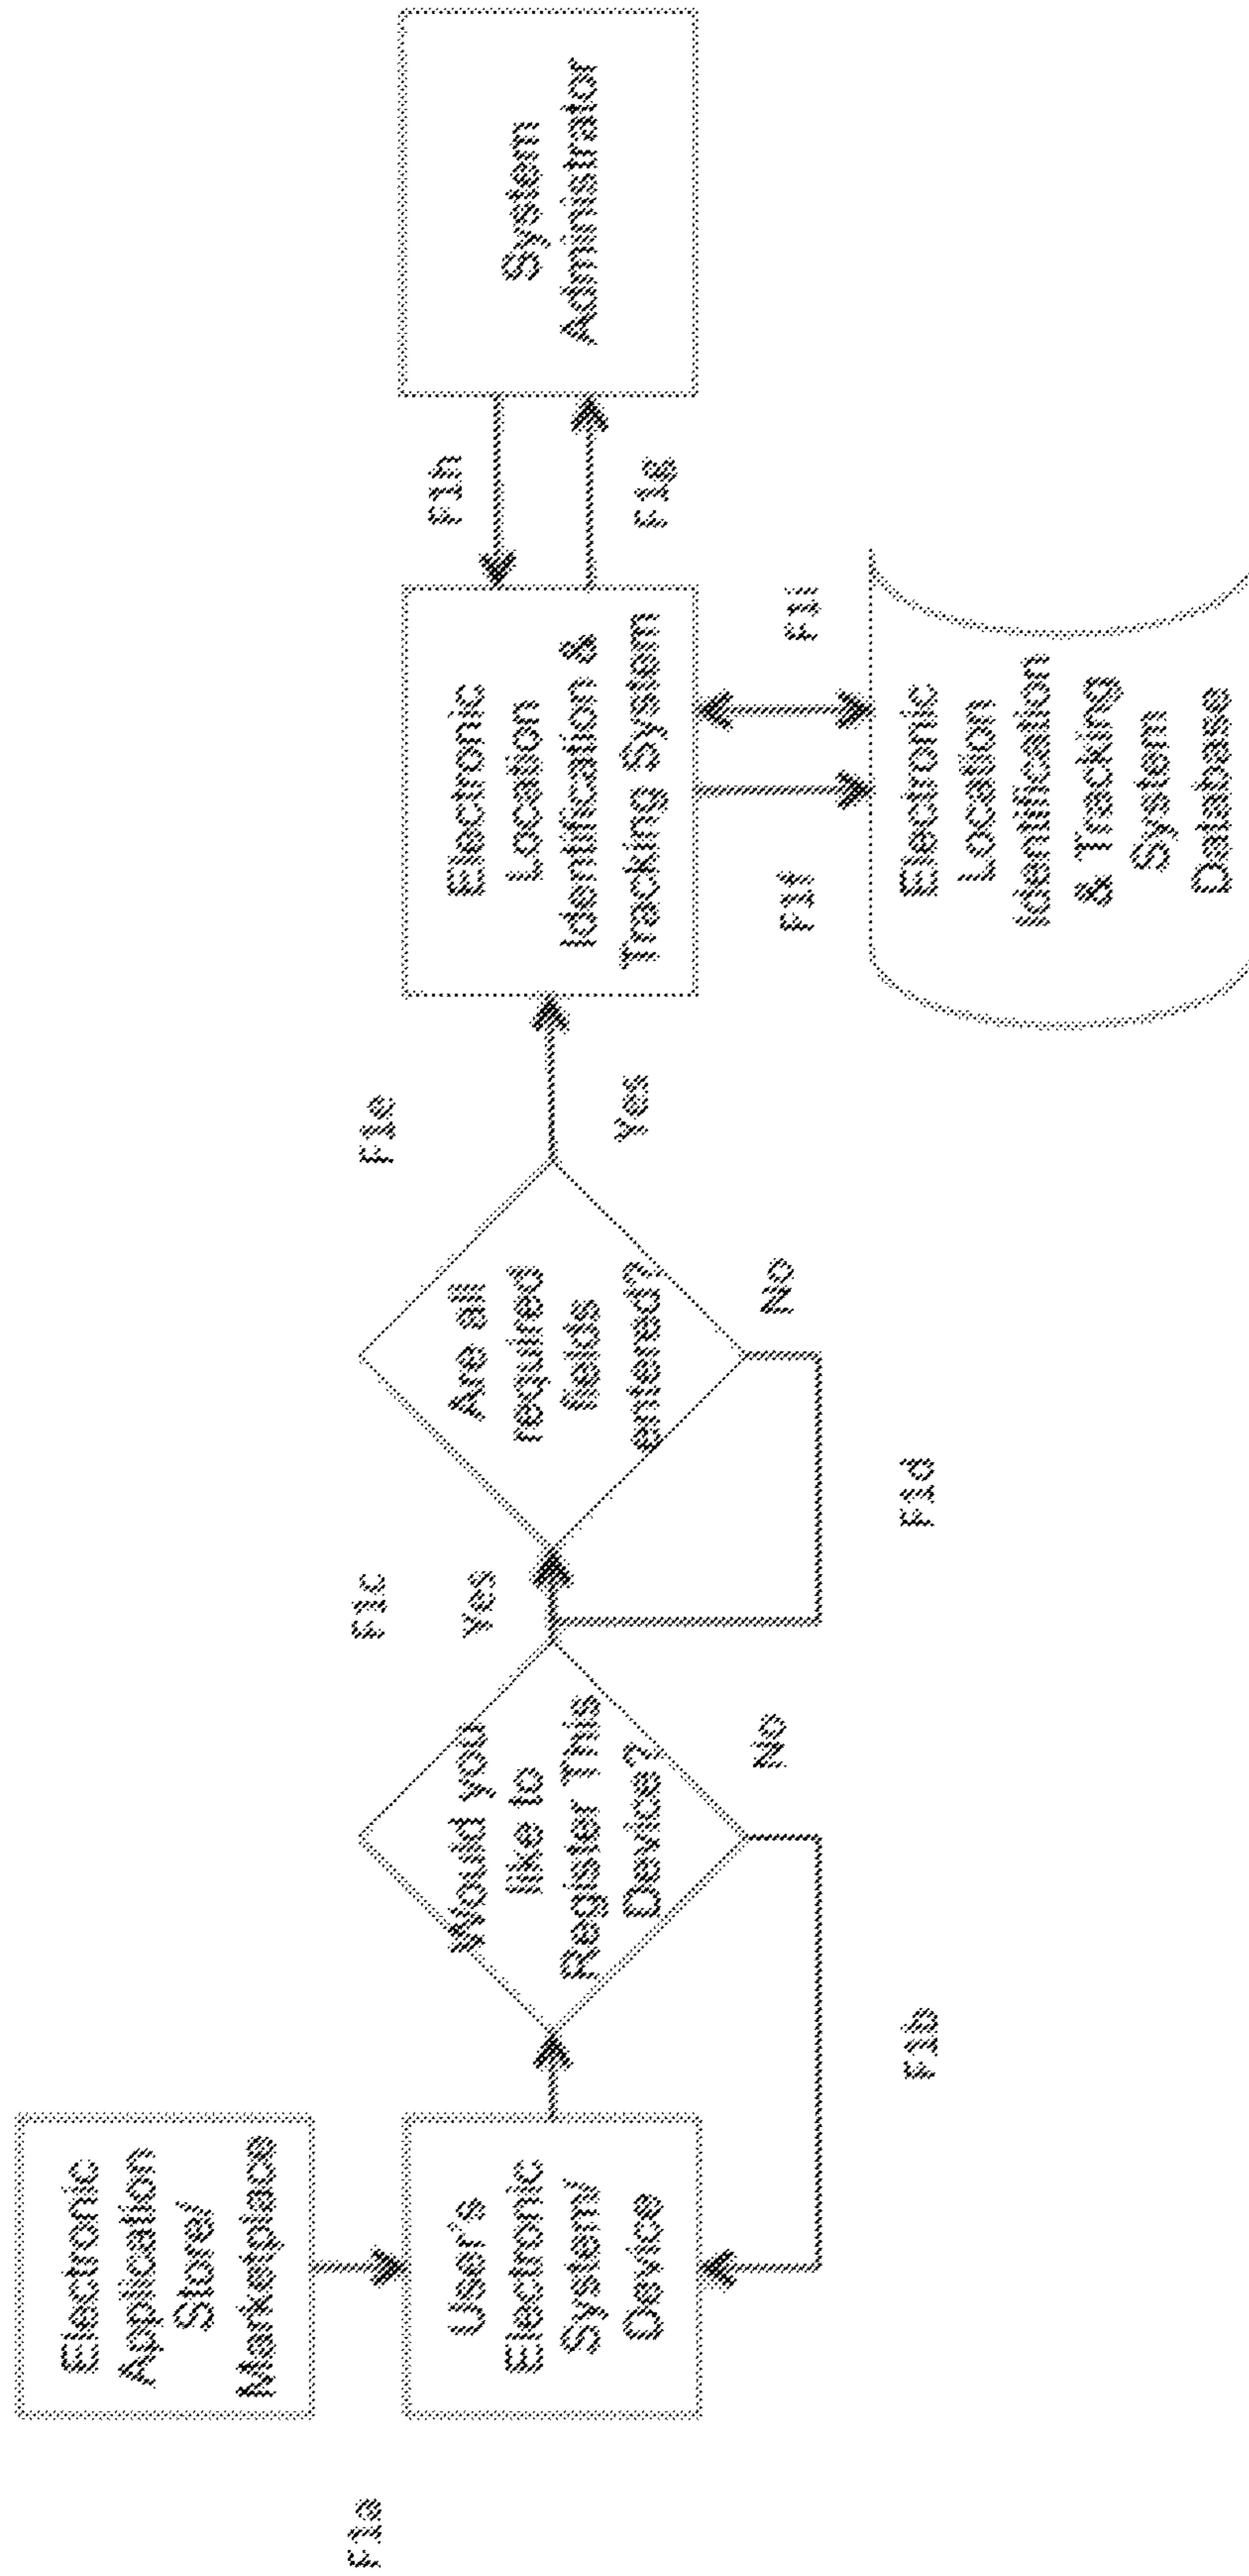 Electronic
Application
Store/
Marketplace
F1a
User's
Electronic
System/
Device
F1b
Would you
like to
Register This
Device?
No
F1c
yes
Are all
required
fields
entered?
No
F1d
F1e
Yes
Electronic
Location
Identification &
Tracking System
F1f
F1i
Electronic
Location
Identification
& Tracking
System
Database
F1h
F1g
System
Administrator